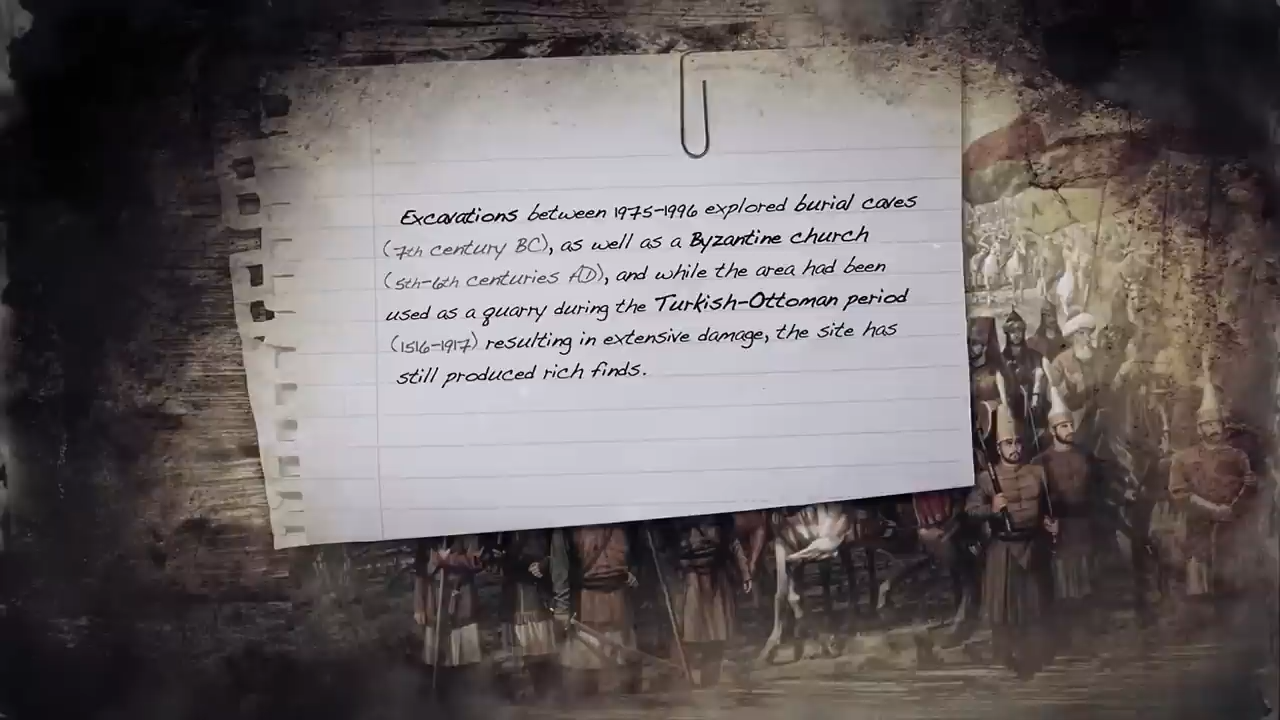 Excavations between 1975-1996 explored burial caves
(7th century BC), as well as a Byzantine church
(5th-6th centuries AD), and while the area had been
used as a quarry during the Turkish-Ottoman period
(1516-1917) resulting in extensive damage, the site has
still produced rich finds.